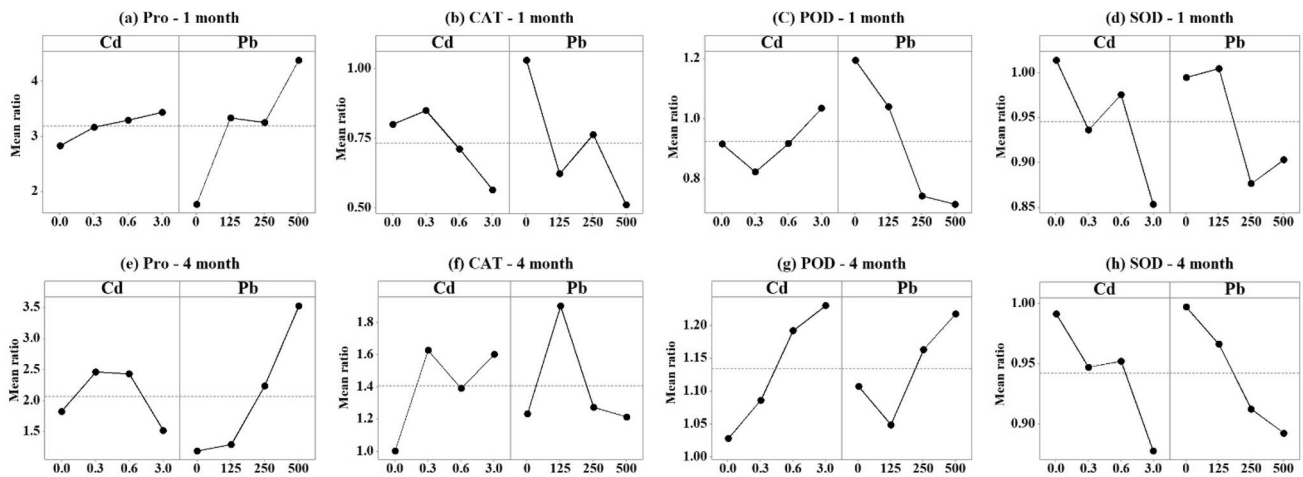 (a) Pro - 1 month
Cd Pb
Mean ratio
4
3
2
0.0 0.3 0.6 3.0 0 125 250 500
(b) CAT - 1 month
Cd Pb
Mean ratio
1.00
0.75
0.50
0.0 0.3 0.6 3.0 0 125 250 500
(C) POD - 1 month
Cd Pb
Mean ratio
1.2
1.0
0.8
0.0 0.3 0.6 3.0 0 125 250 500
(d) SOD - 1 month
Cd Pb
Mean ratio
1.00
0.95
0.90
0.85
0.0 0.3 0.6 3.0 0 125 250 500
(e) Pro - 4 month
Cd Pb
Mean ratio
3.5
3.0
2.5
2.0
1.5
0.0 0.3 0.6 3.0 0 125 250 500
(f) CAT - 4 month
Cd Pb
Mean ratio
1.8
1.6
1.4
1.2
1.0
0.0 0.3 0.6 3.0 0 125 250 500
(g) POD - 4 month
Cd Pb
Mean ratio
1.20
1.15
1.10
1.05
1.00
0.0 0.3 0.6 3.0 0 125 250 500
(h) SOD - 4 month
Cd Pb
Mean ratio
1.00
0.95
0.90
0.0 0.3 0.6 3.0 0 125 250 500